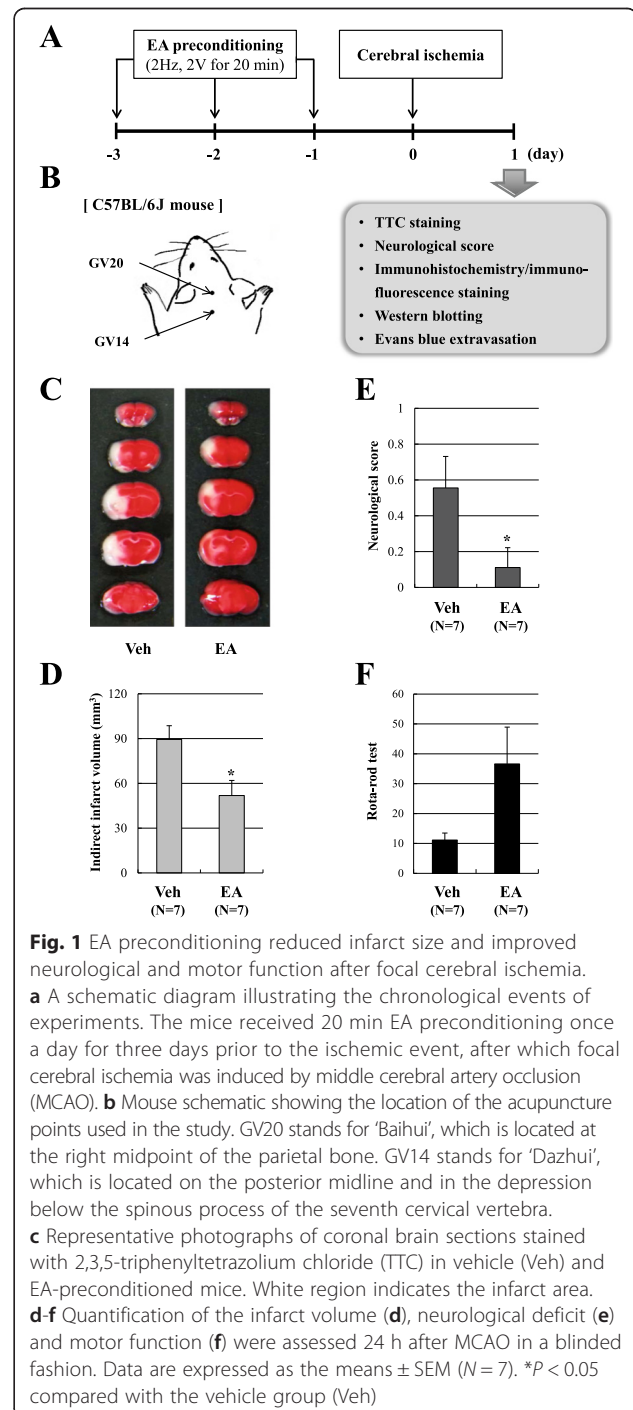 A
EA preconditioning
(2Hz, 2V for 20 min)
Cerebral ischemia
-3 -2 -1 0 1 (day)
B
[ C57BL/6J mouse ]
GV20
GV14
• TTC staining
• Neurological score
• Immunohistochemistry/immuno-
fluorescence staining
• Western blotting
• Evans blue extravasation
C
Veh EA
E
Neurological score
1
0.8
0.6
0.4
0.2
0
*
Veh EA
(N=7) (N=7)
D
Indirect infarct volume (mm³)
120
90
60
30
0
*
Veh EA
(N=7) (N=7)
F
Rota-rod test
60
50
40
30
20
10
0
Veh EA
(N=7) (N=7)
Fig. 1 EA preconditioning reduced infarct size and improved
neurological and motor function after focal cerebral ischemia.
a A schematic diagram illustrating the chronological events of
experiments. The mice received 20 min EA preconditioning once
a day for three days prior to the ischemic event, after which focal
cerebral ischemia was induced by middle cerebral artery occlusion
(MCAO). b Mouse schematic showing the location of the acupuncture
points used in the study. GV20 stands for ‘Baihui’, which is located at
the right midpoint of the parietal bone. GV14 stands for ‘Dazhui’,
which is located on the posterior midline and in the depression
below the spinous process of the seventh cervical vertebra.
c Representative photographs of coronal brain sections stained
with 2,3,5-triphenyltetrazolium chloride (TTC) in vehicle (Veh) and
EA-preconditioned mice. White region indicates the infarct area.
d-f Quantification of the infarct volume (d), neurological deficit (e)
and motor function (f) were assessed 24 h after MCAO in a blinded
fashion. Data are expressed as the means ± SEM (N = 7). *P < 0.05
compared with the vehicle group (Veh)